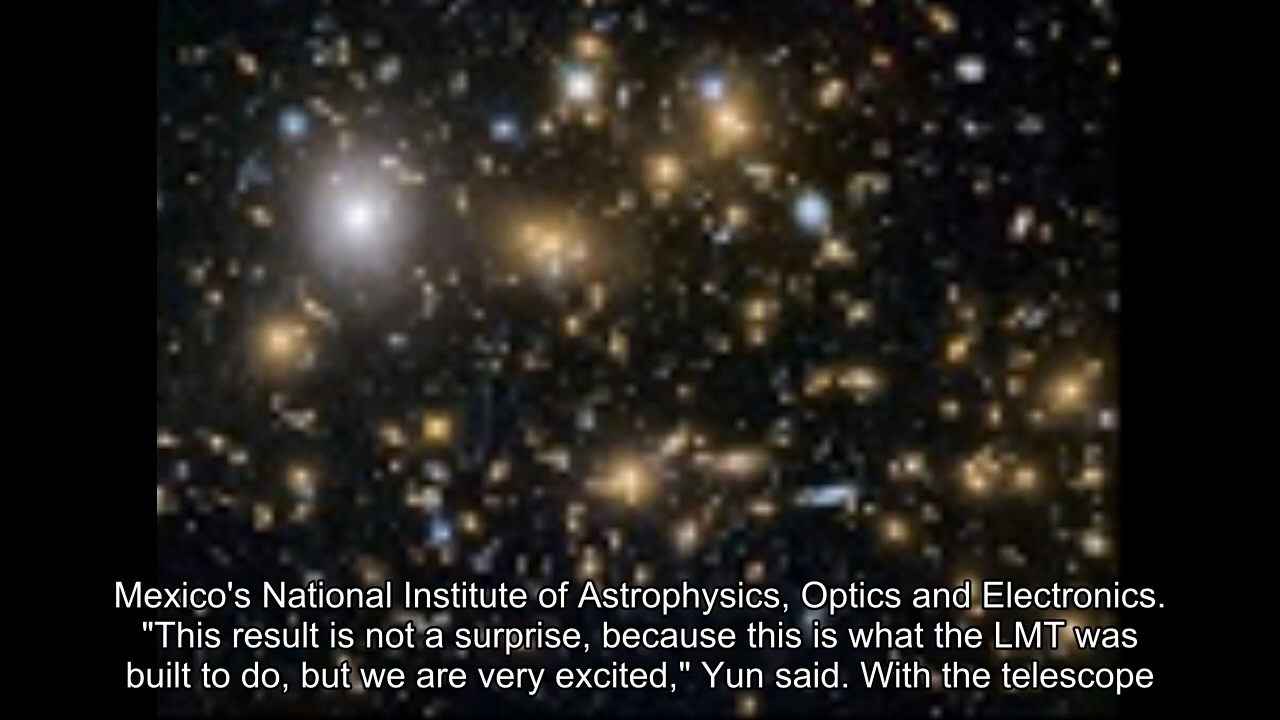 Mexico's National Institute of Astrophysics, Optics and Electronics.
"This result is not a surprise, because this is what the LMT was
built to do, but we are very excited," Yun said. With the telescope